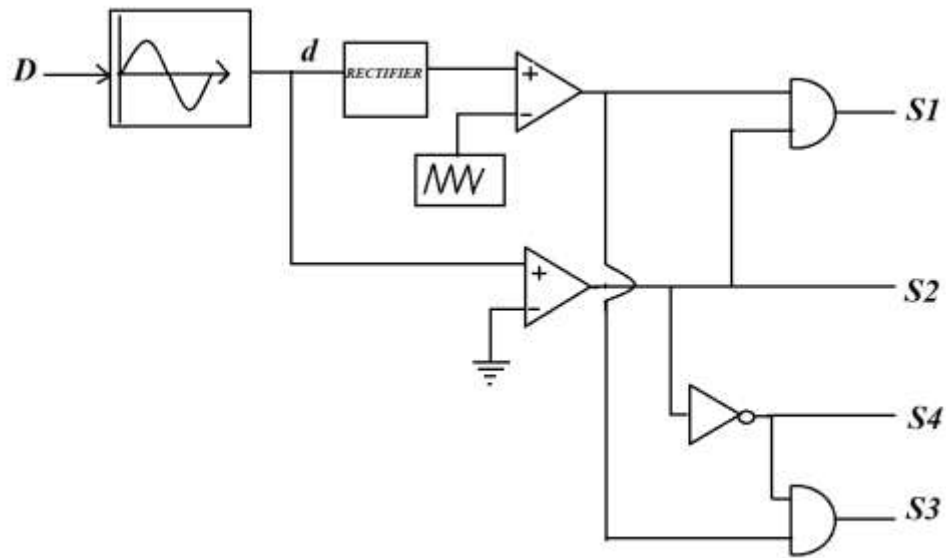 D
d
RECTIFIER
+
-
S1
+
-
S2
S4
S3